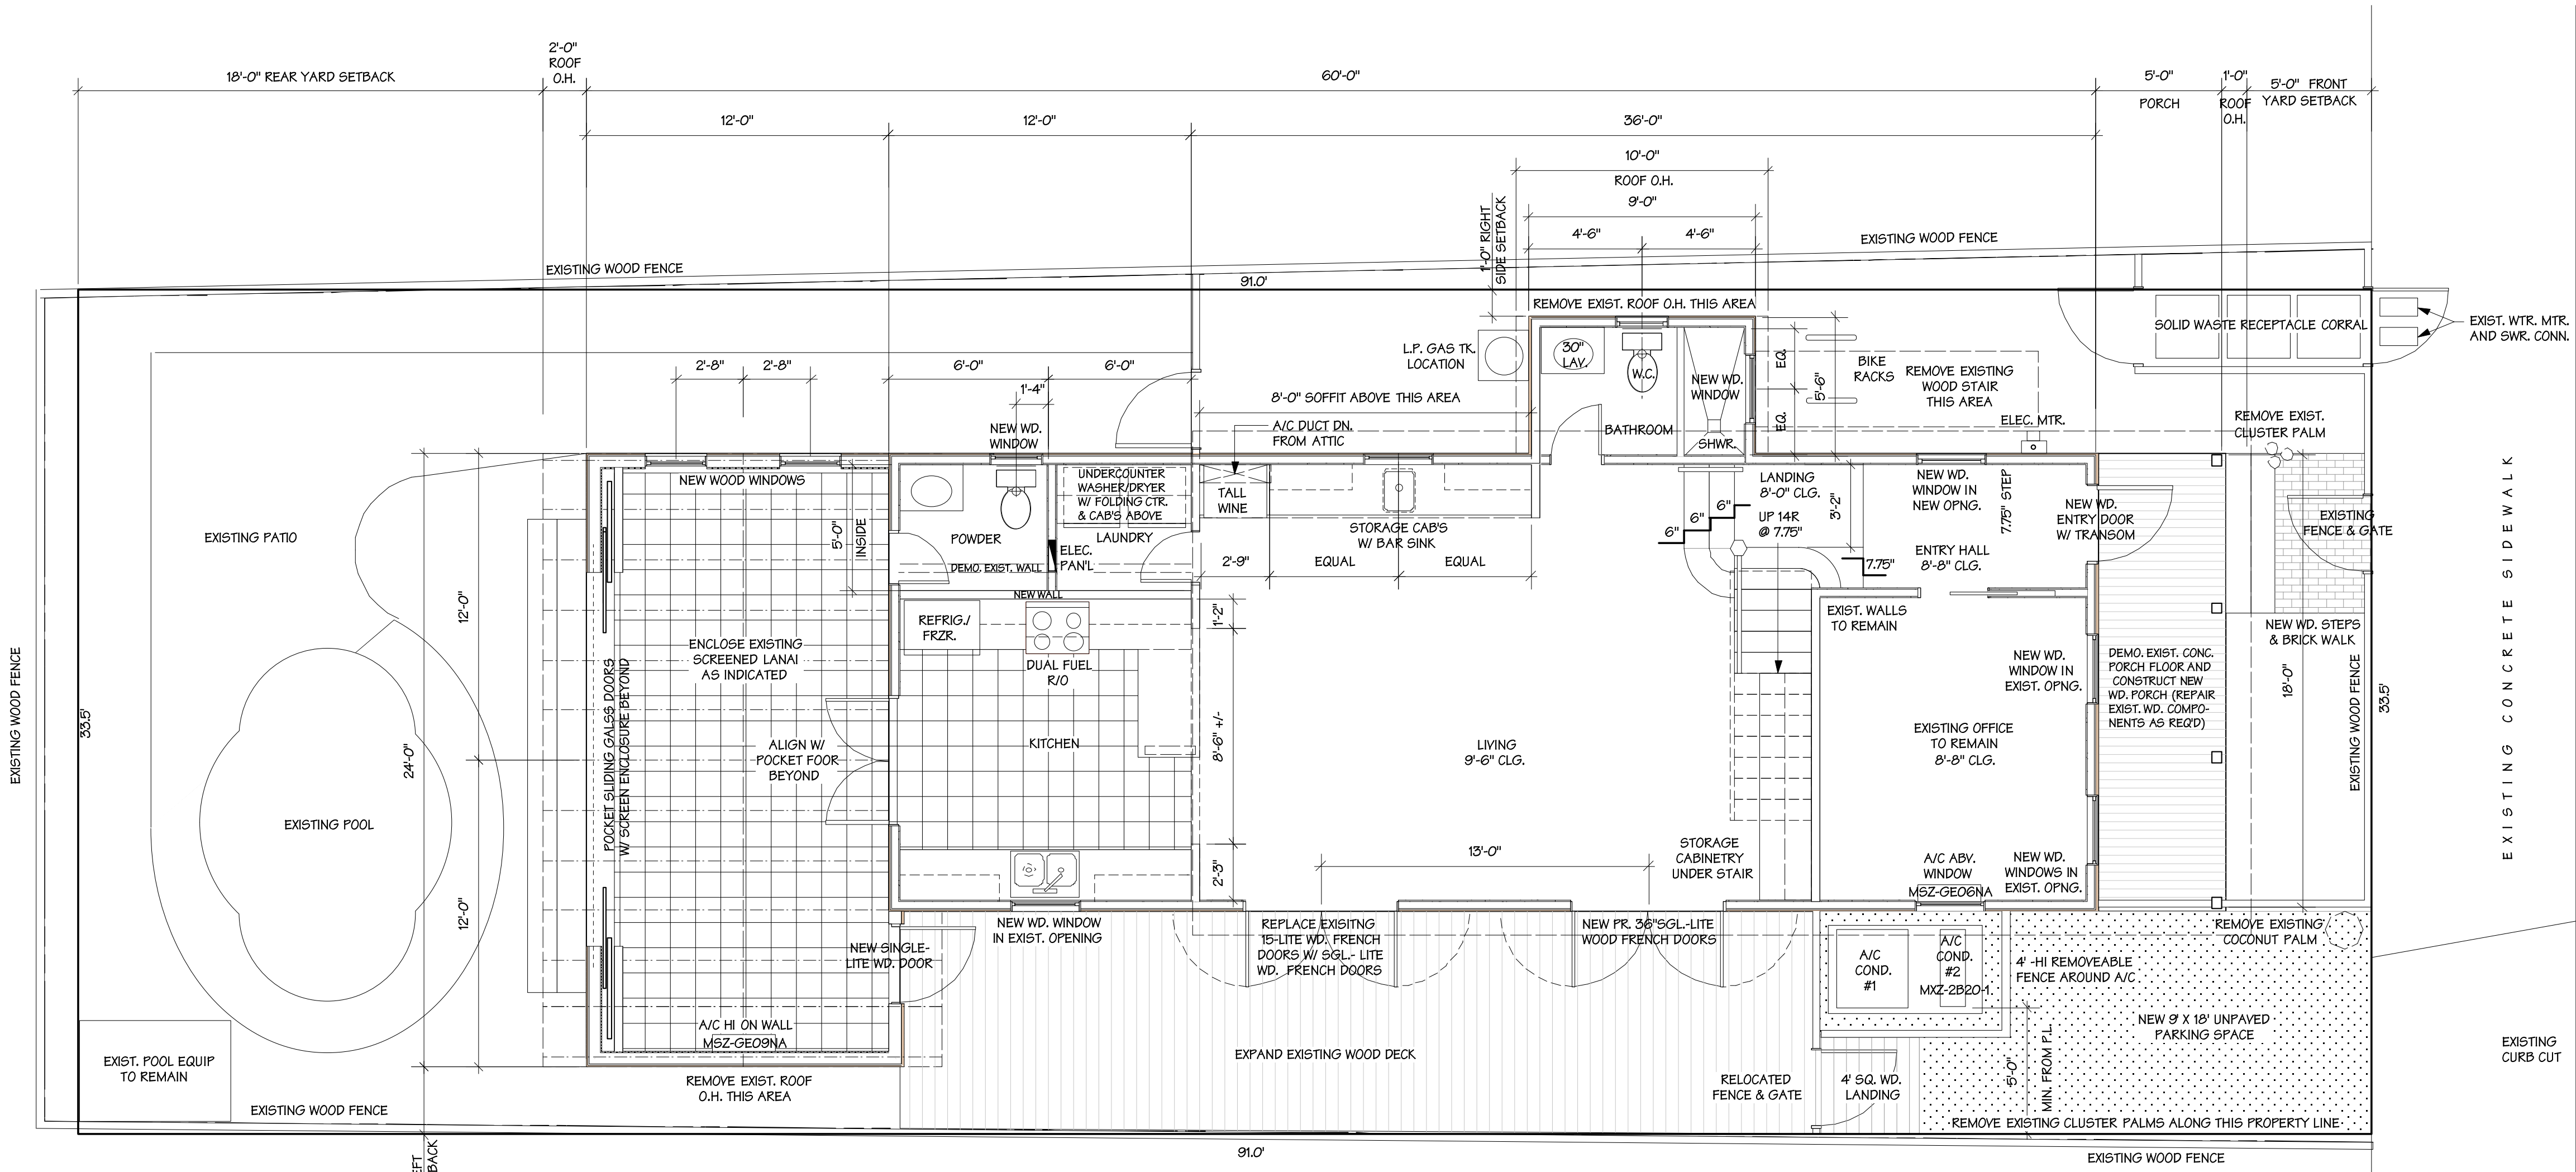 2'-0"
ROOF
O.H.
18'-0" REAR YARD SETBACK
60'-0"
5'-0"
PORCH
1'-0"
ROOF
O.H.
5'-0" FRONT
YARD SETBACK
12'-0"
12'-0"
36'-0"
10'-0"
ROOF O.H.
9'-0"
4'-6"
4'-6"
1'-0" RIGHT
SIDE SETBACK
EXISTING WOOD FENCE
EXISTING WOOD FENCE
91.0'
REMOVE EXIST. ROOF O.H. THIS AREA
SOLID WASTE RECEPTACLE CORRAL
EXIST. WTR. MTR.
AND SWR. CONN.
L.P. GAS TK.
LOCATION
30"
LAV.
W.C.
NEW WD.
WINDOW
SHWR.
BATHROOM
EQ.
EQ.
5'-6"
BIKE
RACKS
REMOVE EXISTING
WOOD STAIR
THIS AREA
ELEC. MTR.
REMOVE EXIST.
CLUSTER PALM
2'-8"
2'-8"
6'-0"
6'-0"
1'-4"
8'-0" SOFFIT ABOVE THIS AREA
A/C DUCT DN.
FROM ATTIC
NEW WD.
WINDOW
NEW WOOD WINDOWS
UNDERCOUNTER
WASHER/DRYER
W/ FOLDING CTR.
& CAB'S ABOVE
LAUNDRY
POWDER
5'-0"
INSIDE
ELEC.
PAN'L
DEMO. EXIST. WALL
NEW WALL
TALL
WINE
STORAGE CAB'S
W/ BAR SINK
2'-9"
EQUAL
EQUAL
6"
6"
6"
LANDING
8'-0" CLG.
UP 14R
@ 7.75"
3'-2"
7.75"
NEW WD.
WINDOW IN
NEW OPNG.
7.75" STEP
ENTRY HALL
8'-8" CLG.
NEW WD.
ENTRY DOOR
W/ TRANSOM
EXISTING
FENCE & GATE
EXISTING CONCRETE SIDEWALK
EXISTING PATIO
12'-0"
24'-0"
12'-0"
EXISTING POOL
EXISTING WOOD FENCE
33.5'
POCKET SLIDING GALSS DOORS
W/ SCREEN ENCLOSURE BEYOND
ENCLOSE EXISTING
SCREENED LANAI
AS INDICATED
ALIGN W/
POCKET FOOR
BEYOND
REFRIG./
FRZR.
DUAL FUEL
R/O
KITCHEN
1'-2"
8'-6" +/-
2'-3"
LIVING
9'-6" CLG.
13'-0"
STORAGE
CABINETRY
UNDER STAIR
EXIST. WALLS
TO REMAIN
EXISTING OFFICE
TO REMAIN
8'-8" CLG.
NEW WD.
WINDOW IN
EXIST. OPNG.
DEMO. EXIST. CONC.
PORCH FLOOR AND
CONSTRUCT NEW
WD. PORCH (REPAIR
EXIST. WD. COMPO-
NENTS AS REQ'D)
NEW WD. STEPS
& BRICK WALK
18'-0"
EXISTING WOOD FENCE
33.5'
A/C ABV.
WINDOW
MSZ-GE06NA
NEW WD.
WINDOWS IN
EXIST. OPNG.
NEW WD. WINDOW
IN EXIST. OPENING
NEW SINGLE-
LITE WD. DOOR
REPLACE EXISITNG
15-LITE WD. FRENCH
DOORS W/ SGL.- LITE
WD. FRENCH DOORS
NEW PR. 36"SGL.-LITE
WOOD FRENCH DOORS
A/C
COND.
#1
A/C
COND.
#2
MXZ-2B20-1
4' -HI REMOVEABLE
FENCE AROUND A/C
REMOVE EXISTING
COCONUT PALM
NEW 9' X 18' UNPAVED
PARKING SPACE
5'-0"
MIN. FROM P.L.
EXISTING
CURB CUT
A/C HI ON WALL
MSZ-GE09NA
EXPAND EXISTING WOOD DECK
REMOVE EXIST. ROOF
O.H. THIS AREA
RELOCATED
FENCE & GATE
4' SQ. WD.
LANDING
EXIST. POOL EQUIP
TO REMAIN
EXISTING WOOD FENCE
REMOVE EXISTING CLUSTER PALMS ALONG THIS PROPERTY LINE
91.0'
EXISTING WOOD FENCE